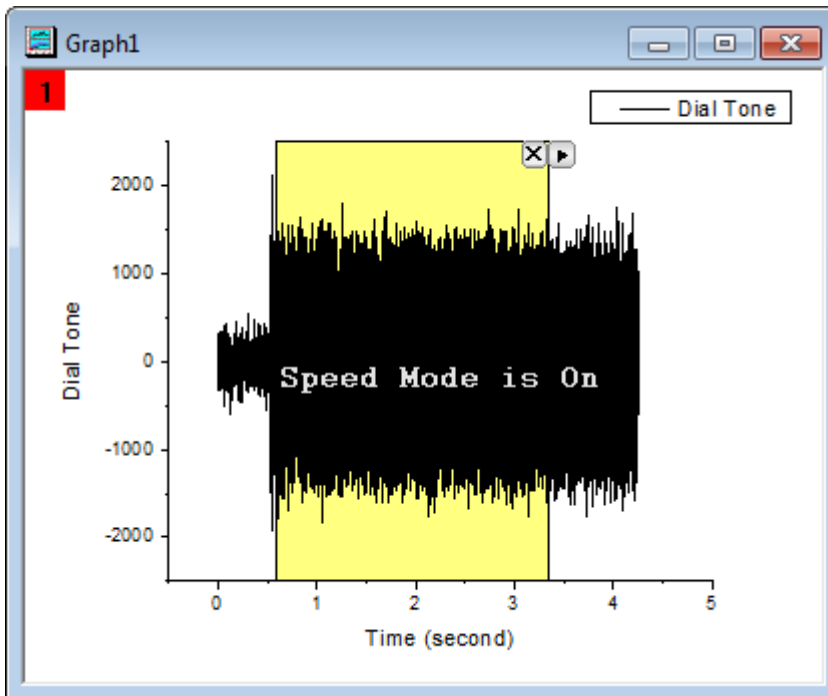 Graph1
1
Dial Tone
2000
1000
0
-1000
-2000
Dial Tone
Speed Mode is On
0 1 2 3 4 5
Time (second)